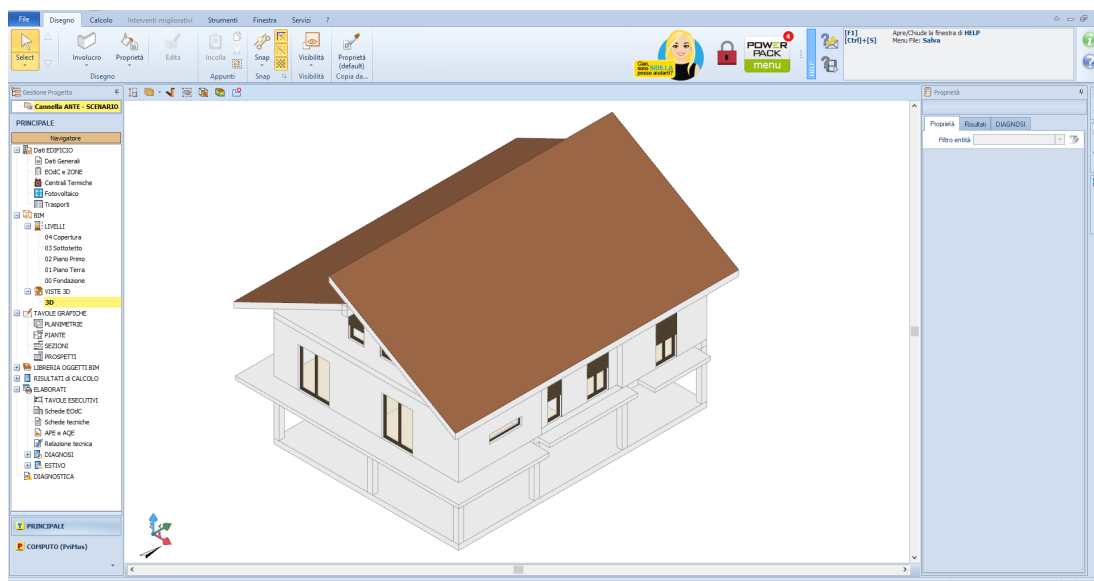 File Disegno Calcolo Interventi migliorativi Strumenti Finestra Servizi ?
Select
Involucro
Proprietà
Edita
Incolla
Snap
Visibilità
Proprietà
(default)
Disegno
Appunti
Snap
Visibilità
Copia da...
Ciao,
sono SIBILLA
posso aiutarti?
POWER
PACK
menu
4
HELP
[F1] Apre/Chiude la finestra di HELP
[Ctrl]+[S] Menu File: Salva
Gestione Progetto
Cannella ANTE - SCENARIO
PRINCIPALE
Navigatore
Dati EDIFICIO
Dati Generali
EOdC e ZONE
Centrali Termiche
Fotovoltaico
Trasporti
BIM
LIVELLI
04 Copertura
03 Sottotetto
02 Piano Primo
01 Piano Terra
00 Fondazione
VISTE 3D
3D
TAVOLE GRAFICHE
PLANIMETRIE
PIANTE
SEZIONI
PROSPETTI
LIBRERIA OGGETTI BIM
RISULTATI di CALCOLO
ELABORATI
TAVOLE ESECUTIVI
Schede EOdC
Schede tecniche
APE e AQE
Relazione tecnica
DIAGNOSI
ESTIVO
DIAGNOSTICA
PRINCIPALE
COMPUTO (PriMus)
Proprietà
Proprietà Risultati DIAGNOSI
Filtro entità